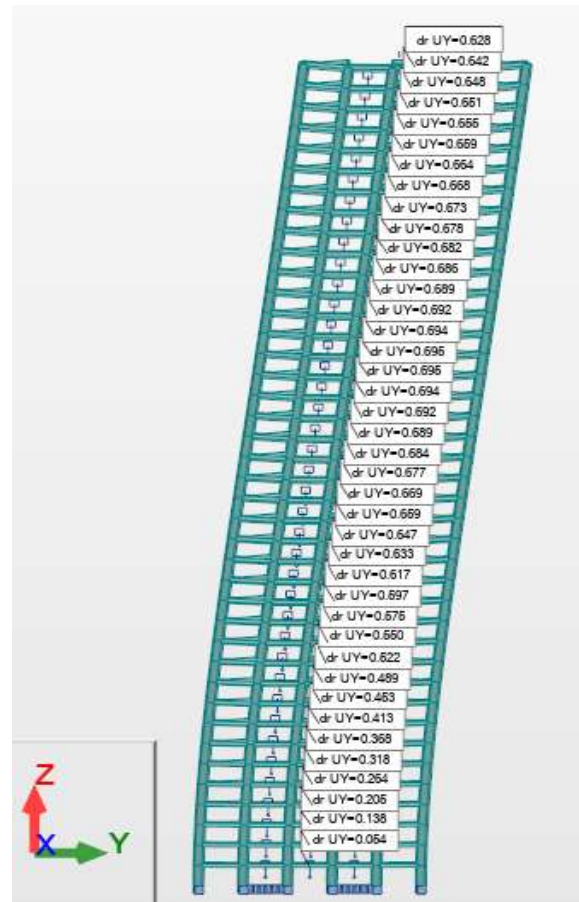 dr UY=0.628
dr UY=0.642
dr UY=0.648
dr UY=0.651
dr UY=0.655
dr UY=0.659
dr UY=0.664
dr UY=0.668
dr UY=0.673
dr UY=0.678
dr UY=0.682
dr UY=0.686
dr UY=0.689
dr UY=0.692
dr UY=0.694
dr UY=0.695
dr UY=0.695
dr UY=0.694
dr UY=0.692
dr UY=0.689
dr UY=0.684
dr UY=0.677
dr UY=0.669
dr UY=0.659
dr UY=0.647
dr UY=0.633
dr UY=0.617
dr UY=0.597
dr UY=0.575
dr UY=0.550
dr UY=0.522
dr UY=0.489
dr UY=0.453
dr UY=0.413
dr UY=0.368
dr UY=0.318
dr UY=0.264
dr UY=0.205
dr UY=0.138
dr UY=0.054
Z
X Y